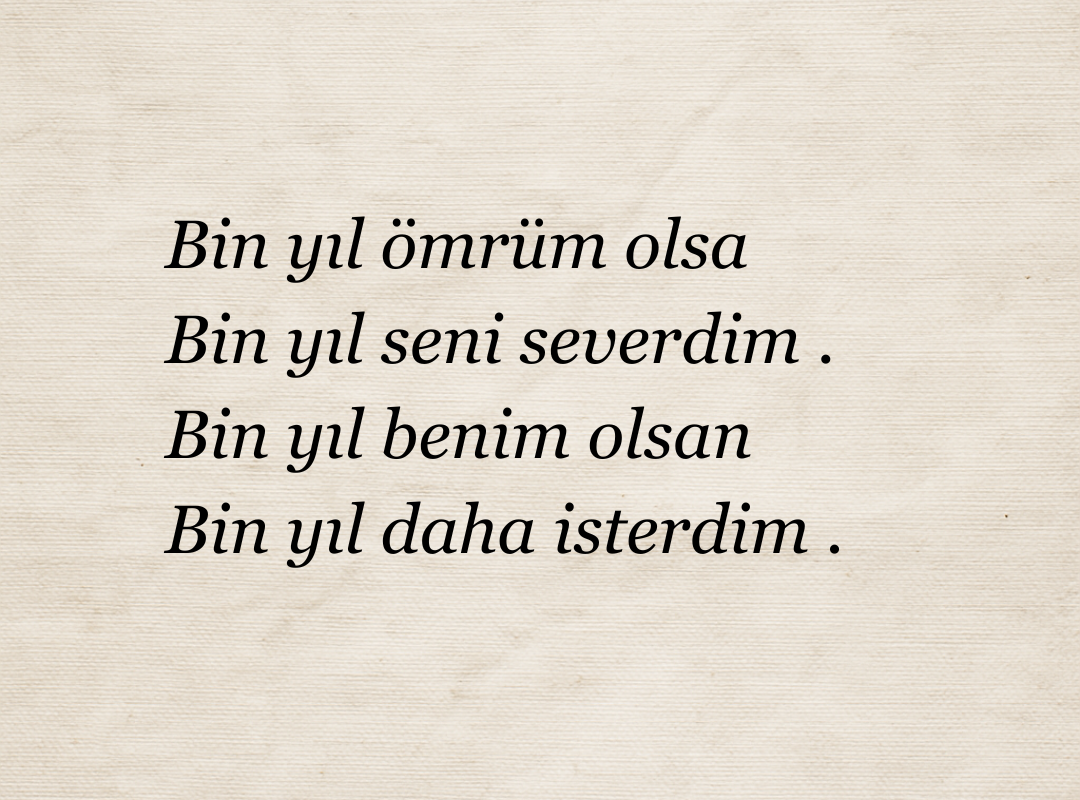 Bin yıl ömrüm olsa
Bin yıl seni severdim .
Bin yıl benim olsan
Bin yıl daha isterdim .